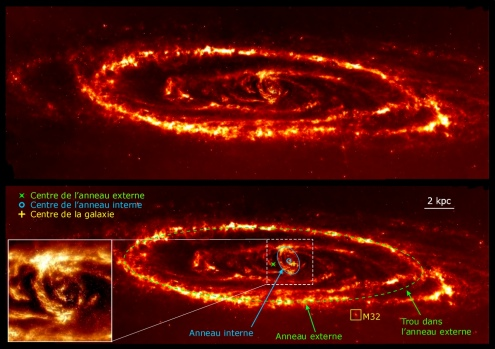 × Centre de l'anneau externe
o Centre de l'anneau interne
+ Centre de la galaxie
2 kpc
M32
Trou dans
l'anneau externe
Anneau interne
Anneau externe